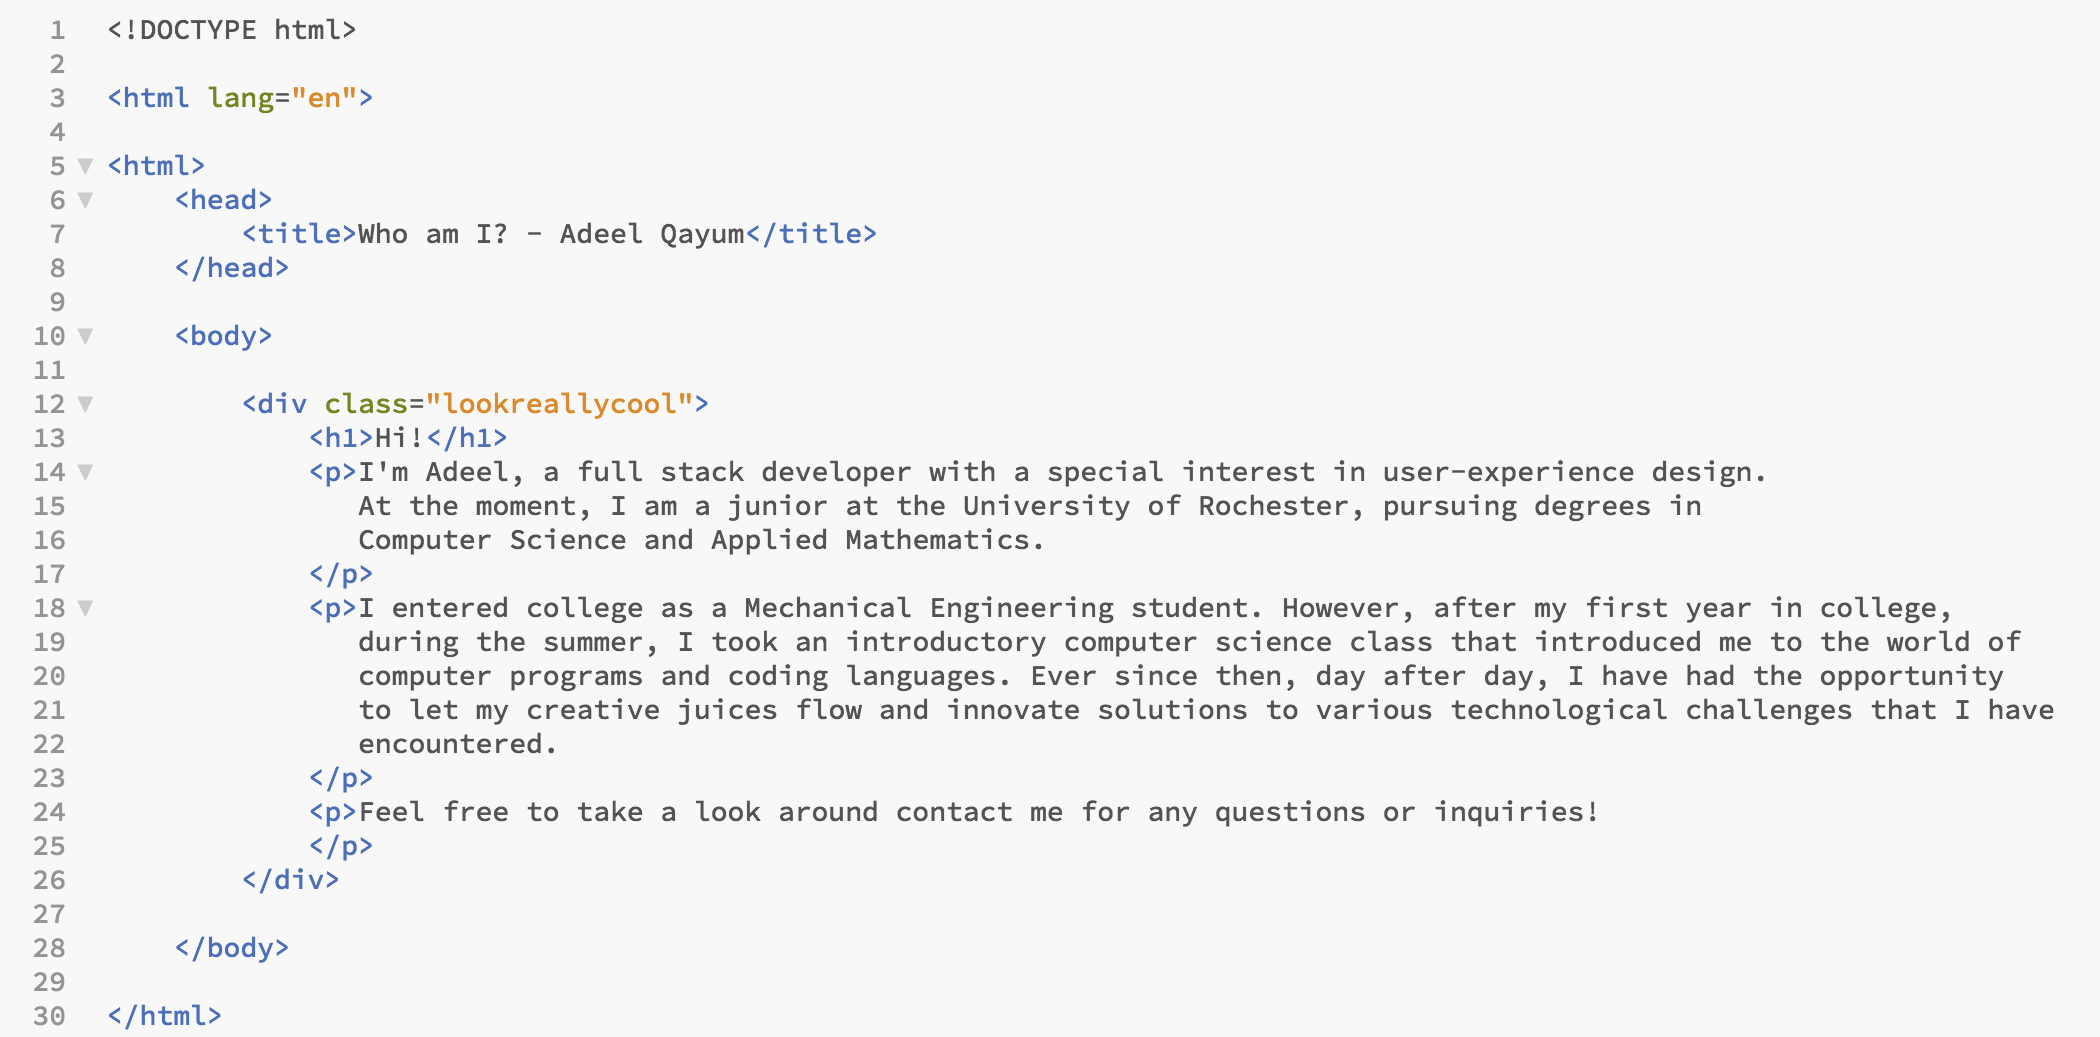 1 <!DOCTYPE html>
2
3 <html lang="en">
4
5 <html>
6 <head>
7 <title>Who am I? - Adeel Qayum</title>
8 </head>
9
10 <body>
11
12 <div class="lookreallycool">
13 <h1>Hi!</h1>
14 <p>I'm Adeel, a full stack developer with a special interest in user-experience design.
15 At the moment, I am a junior at the University of Rochester, pursuing degrees in
16 Computer Science and Applied Mathematics.
17 </p>
18 <p>I entered college as a Mechanical Engineering student. However, after my first year in college,
19 during the summer, I took an introductory computer science class that introduced me to the world of
20 computer programs and coding languages. Ever since then, day after day, I have had the opportunity
21 to let my creative juices flow and innovate solutions to various technological challenges that I have
22 encountered.
23 </p>
24 <p>Feel free to take a look around contact me for any questions or inquiries!
25 </p>
26 </div>
27
28 </body>
29
30 </html>